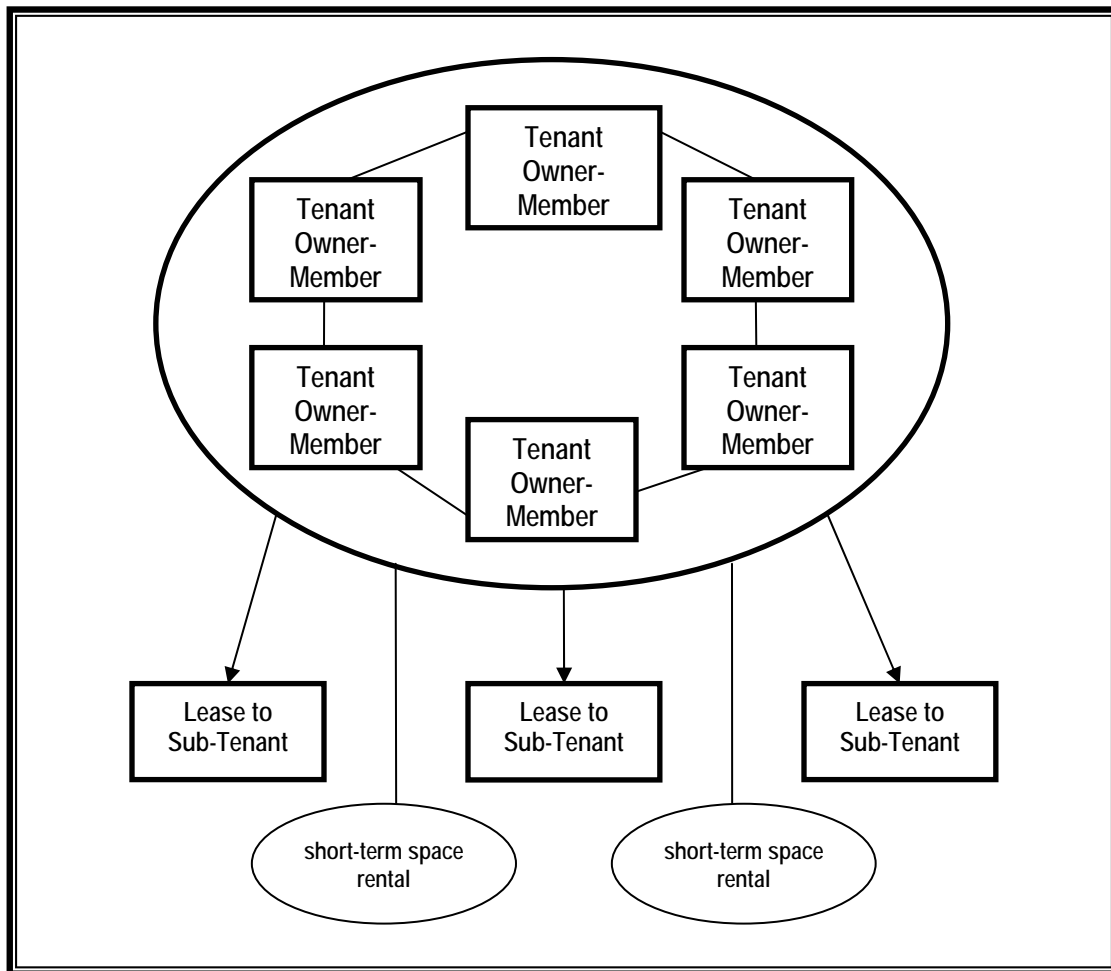 Tenant
Owner-
Member
Tenant
Owner-
Member
Tenant
Owner-
Member
Tenant
Owner-
Member
Tenant
Owner-
Member
Tenant
Owner-
Member
Lease to
Sub-Tenant
Lease to
Sub-Tenant
Lease to
Sub-Tenant
short-term space
rental
short-term space
rental